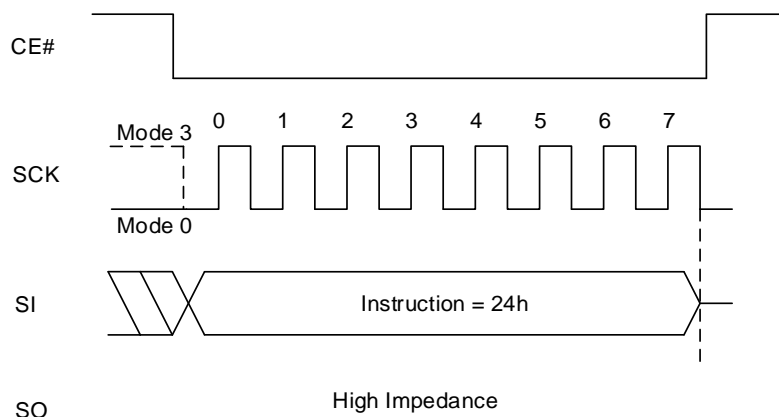 CE#
Mode 3
0 1 2 3 4 5 6 7
SCK
Mode 0
SI
Instruction = 24h
SO
High Impedance